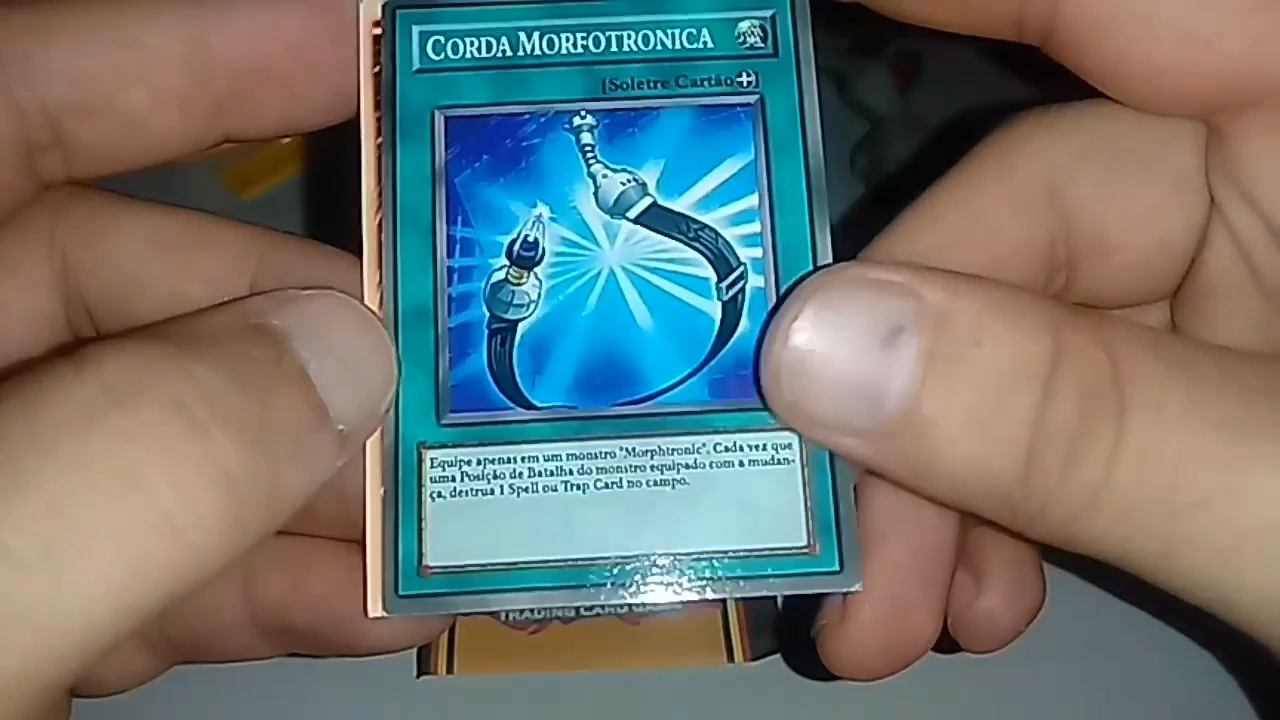 CORDA MORFOTRONICA
[Soletre Cartão]
Equipe apenas em um monstro "Morphtronic". Cada vez que
uma Posição de Batalha do monstro equipado com a mudan-
ça, destrua 1 Spell ou Trap Card no campo.
TRADING CARD GAME